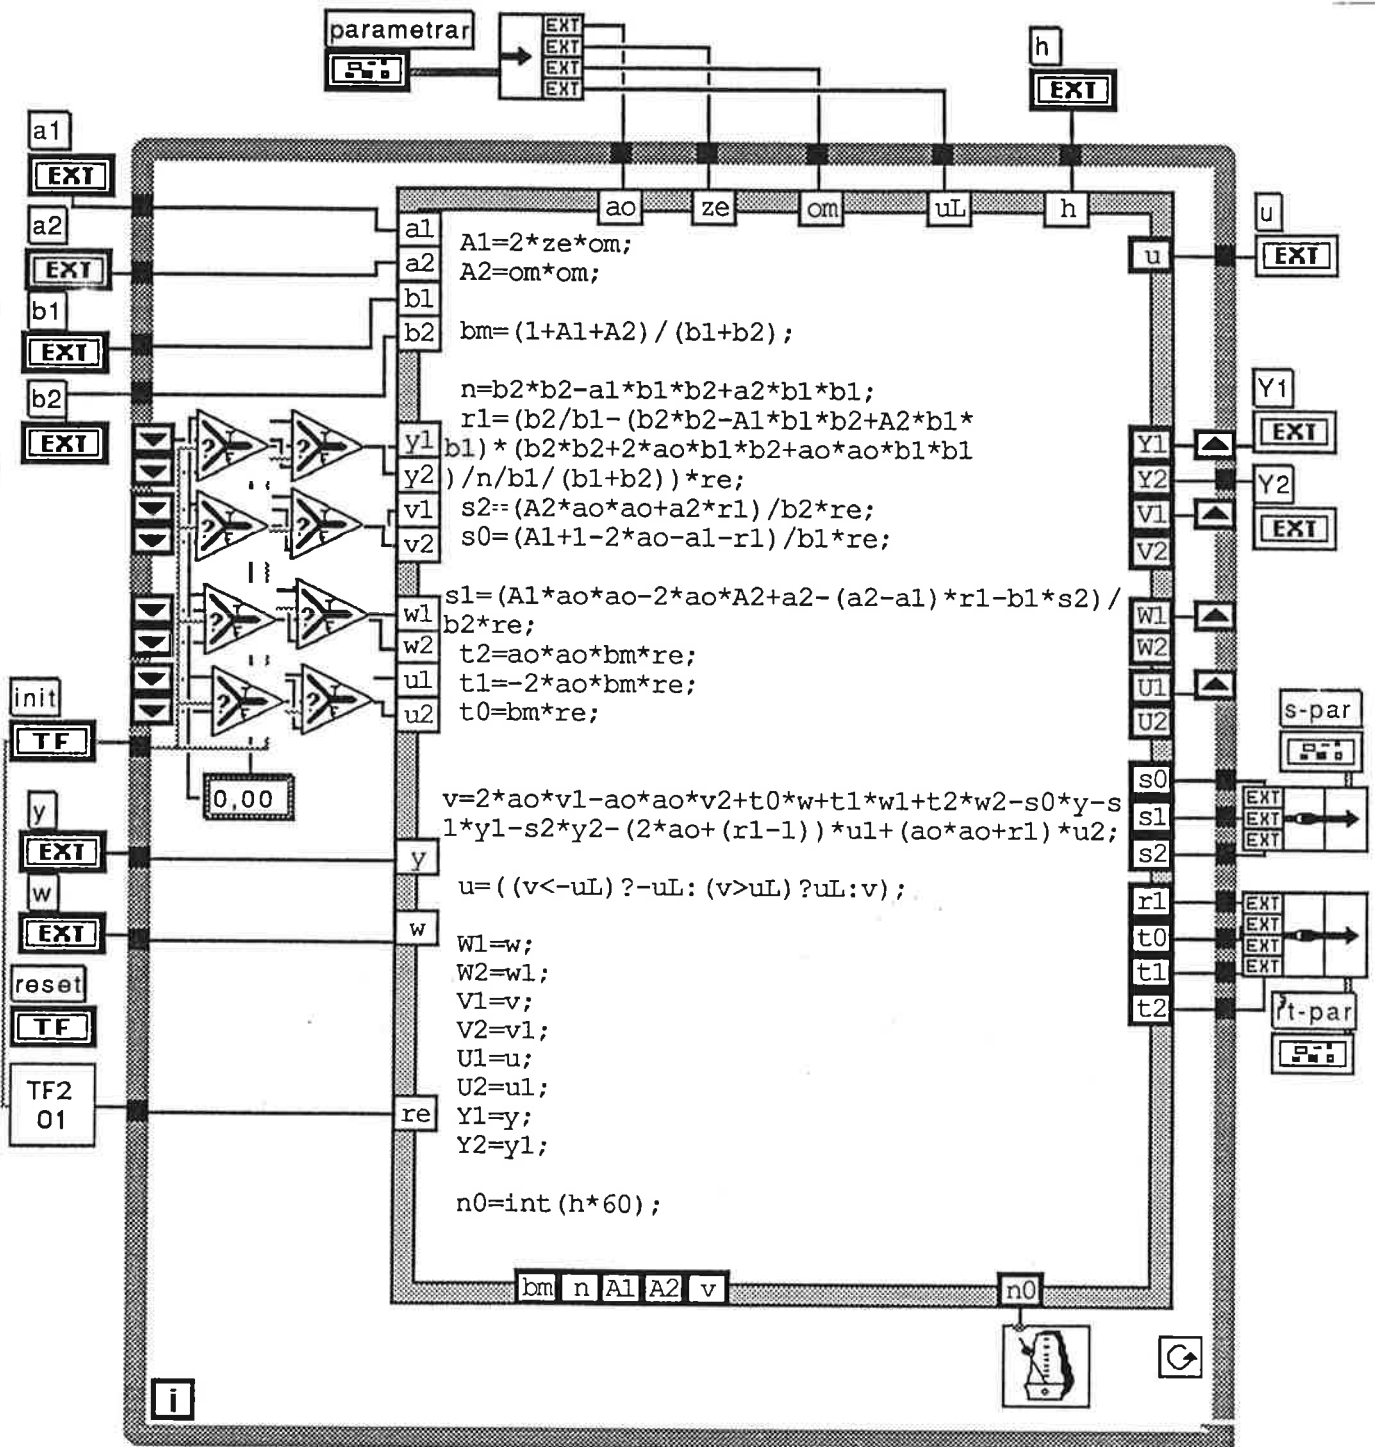 parametrar
EXT
EXT
EXT
EXT
h
EXT
a1
EXT
a2
EXT
b1
EXT
b2
EXT
ao ze om uL h
a1
a2
b1
b2
y1
y2
v1
v2
w1
w2
u1
u2
? T F ? T F
? T F ? T F
? T F ? T F
? T F ? T F
0,00
init
TF
y
EXT
w
EXT
reset
TF
TF2
01
y
w
re
A1=2*ze*om;
A2=om*om;
bm=(1+A1+A2)/(b1+b2);
n=b2*b2-a1*b1*b2+a2*b1*b1;
r1=(b2/b1-(b2*b2-A1*b1*b2+A2*b1*
b1)*(b2*b2+2*ao*b1*b2+ao*ao*b1*b1
)/n/b1/(b1+b2))*re;
s2=(A2*ao*ao+a2*r1)/b2*re;
s0=(A1+1-2*ao-a1-r1)/b1*re;
s1=(A1*ao*ao-2*ao*A2+a2-(a2-a1)*r1-b1*s2)/
b2*re;
t2=ao*ao*bm*re;
t1=-2*ao*bm*re;
t0=bm*re;
v=2*ao*v1-ao*ao*v2+t0*w+t1*w1+t2*w2-s0*y-s
1*y1-s2*y2-(2*ao+(r1-1))*u1+(ao*ao+r1)*u2;
u=((v<-uL)?-uL:(v>uL)?uL:v);
W1=w;
W2=w1;
V1=v;
V2=v1;
U1=u;
U2=u1;
Y1=y;
Y2=y1;
n0=int(h*60);
bm n A1 A2 v
n0
i
u
Y1
Y2
V1
V2
W1
W2
U1
U2
s0
s1
s2
r1
t0
t1
t2
u
EXT
Y1
EXT
Y2
EXT
s-par
EXT
EXT
EXT
EXT
EXT
EXT
EXT
rt-par